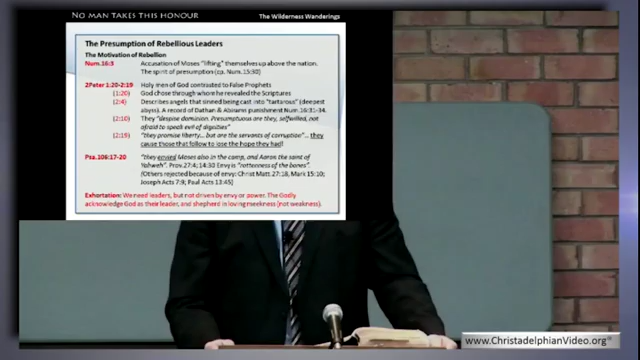 NO MAN TAKES THIS HONOUR
The Wilderness Wanderings
The Presumption of Rebellious Leaders
The Motivation of Rebellion
Num.16:3 Accusation of Moses "lifting" themselves up above the nation.
The spirit of presumption (cp. Num.15:30)
2Peter 1:20-2:19 Holy men of God contrasted to False Prophets
(1:20) God chose through whom he revealed the Scriptures
(2:4) Describes angels that sinned being cast into "tartarous" (deepest
abyss). A record of Dathan & Abiram punishment Num.16:31-34.
(2:10) They "despise dominion. Presumptuous are they, selfwilled, not
afraid to speak evil of dignities"
(2:19) "they promise liberty... but are the servants of corruption"... they
cause those that follow to lose the hope they had!
Psa.106:17-20 "they envied Moses also in the camp, and Aaron the saint of
Yahweh". Prov.27:4; 14:30 Envy is "rottenness of the bones".
(Others rejected because of envy: Christ Matt.27:18, Mark 15:10;
Joseph Acts 7:9; Paul Acts 13:45)
Exhortation: We need leaders, but not driven by envy or power. The Godly
acknowledge God as their leader, and shepherd in loving meekness (not weakness).
www.ChristadelphianVideo.org®